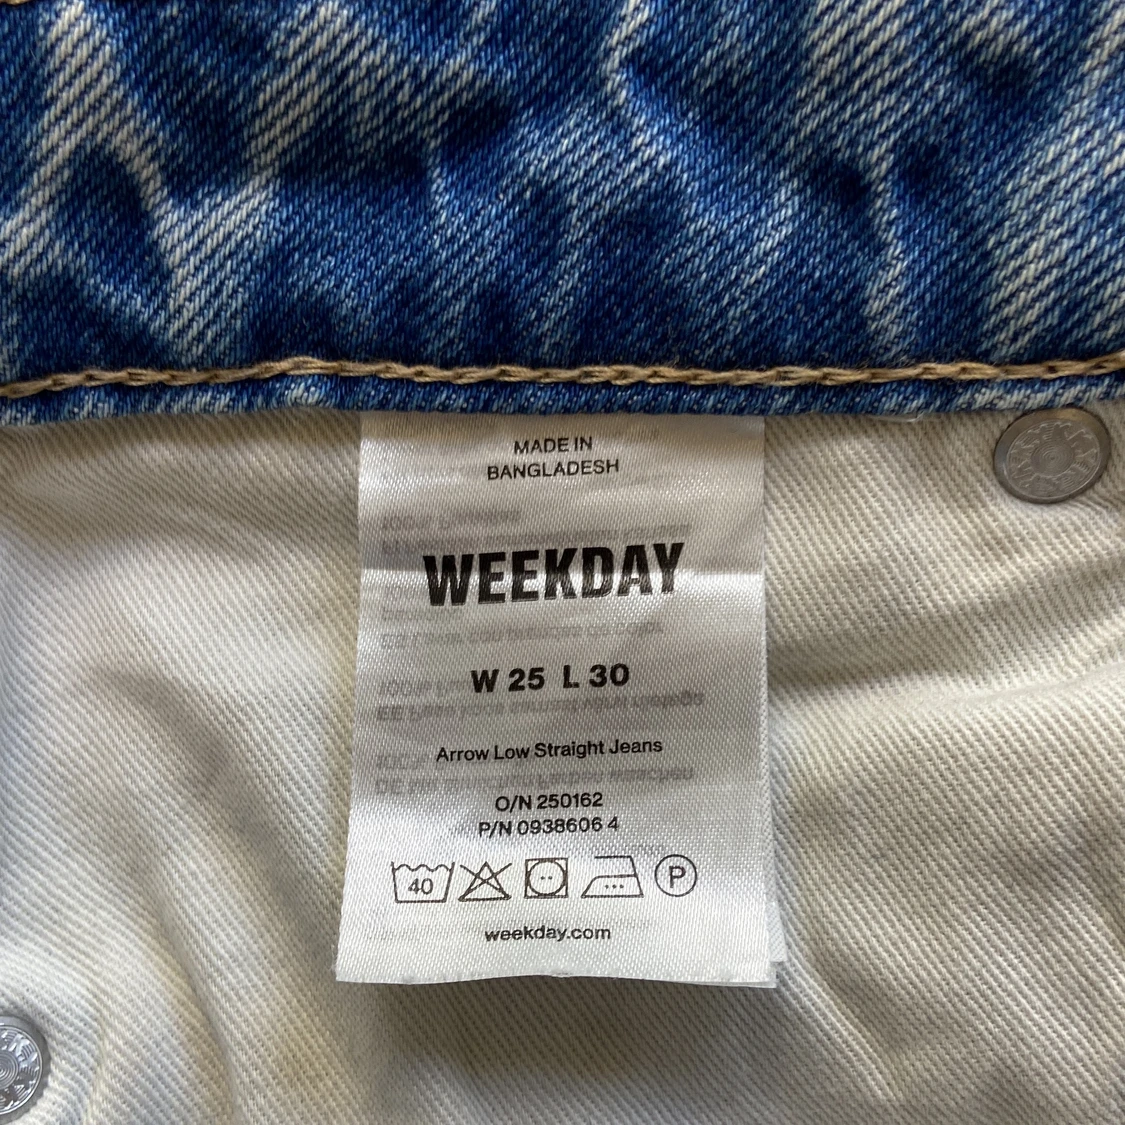 MADE IN
BANGLADESH
WEEKDAY
W 25 L 30
Arrow Low Straight Jeans
O/N 250162
P/N 0938606 4
40
P
weekday.com